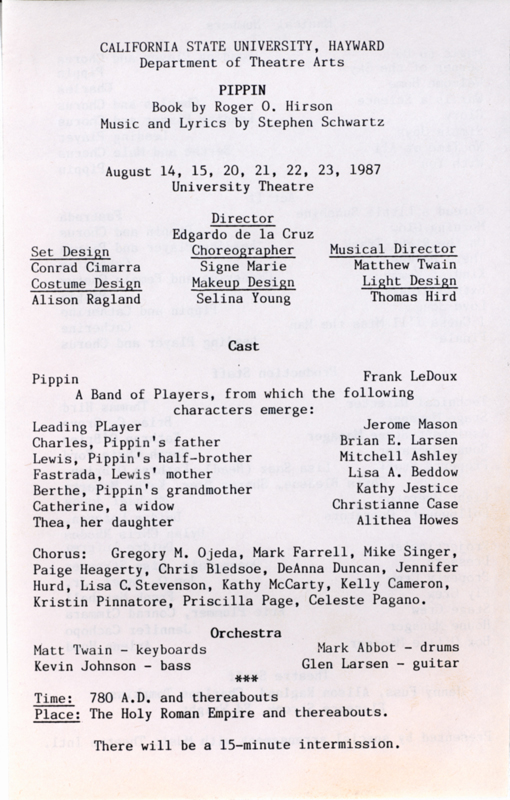 CALIFORNIA STATE UNIVERSITY, HAYWARD
Department of Theatre Arts
PIPPIN
Book by Roger O. Hirson
Music and Lyrics by Stephen Schwartz
August 14, 15, 20, 21, 22, 23, 1987
University Theatre
Director
Edgardo de la Cruz
Set Design Choreographer Musical Director
Conrad Cimarra Signe Marie Matthew Twain
Costume Design Makeup Design Light Design
Alison Ragland Selina Young Thomas Hird
Cast
Pippin Frank LeDoux
A Band of Players, from which the following
characters emerge:
Leading PLayer Jerome Mason
Charles, Pippin's father Brian E. Larsen
Lewis, Pippin's half-brother Mitchell Ashley
Fastrada, Lewis' mother Lisa A. Beddow
Berthe, Pippin's grandmother Kathy Jestice
Catherine, a widow Christianne Case
Thea, her daughter Alithea Howes
Chorus: Gregory M. Ojeda, Mark Farrell, Mike Singer,
Paige Heagerty, Chris Bledsoe, DeAnna Duncan, Jennifer
Hurd, Lisa C. Stevenson, Kathy McCarty, Kelly Cameron,
Kristin Pinnatore, Priscilla Page, Celeste Pagano.
Orchestra
Matt Twain - keyboards Mark Abbot - drums
Kevin Johnson - bass Glen Larsen - guitar
***
Time: 780 A.D. and thereabouts
Place: The Holy Roman Empire and thereabouts.
There will be a 15-minute intermission.